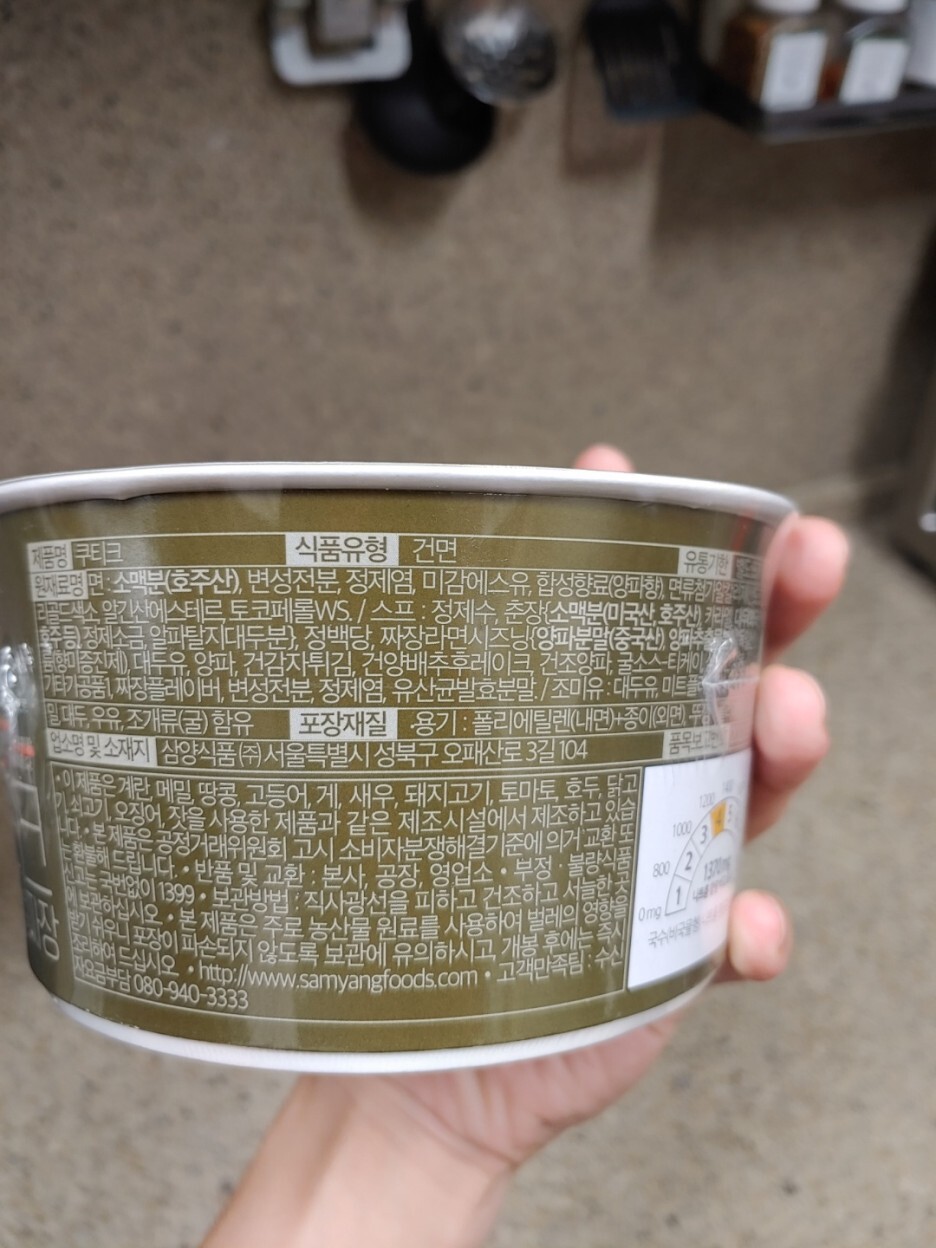 제품명 쿠티크 식품유형 건면 유통기한
원재료명 면 : 소맥분(호주산), 변성전분, 정제염, 미감에스유, 합성향료(양파향), 면류첨가알칼
리골드색소, 알긴산에스테르, 토코페롤WS. / 스프 : 정제수, 춘장{소맥분(미국산, 호주산),
호주 등), 정제소금, 알파탈지대두분}, 정백당, 짜장라면시즈닝{양파분말(중국산),
대두유, 양파, 건감자튀김, 건양배추후레이크, 건조양파,
짜장플레이버, 변성전분, 정제염, 유산균발효분말 / 조미유 : 대두유,
밀, 대두, 우유, 조개류(굴) 함유 포장재질 용기 : 폴리에틸렌(내면)+종이(외면),
업소명 및 소재지 삼양식품㈜ 서울특별시 성북구 오패산로 3길 104
• 이 제품은 계란, 메밀, 땅콩, 고등어, 게, 새우, 돼지고기, 토마토, 호두, 닭고
기, 쇠고기, 오징어, 잣을 사용한 제품과 같은 제조시설에서 제조하고 있습
니다. • 본 제품은 공정거래위원회 고시 소비자분쟁해결기준에 의거 교환 또
는 환불해 드립니다. • 반품 및 교환 : 본사, 공장, 영업소 • 부정 · 불량식품
신고는 국번없이 1399 • 보관방법 : 직사광선을 피하고 건조하고 서늘한 곳
에 보관하십시오 • 본 제품은 주로 농산물 원료를 사용하여 벌레의 영향을
받기 쉬우니 포장이 파손되지 않도록 보관에 유의하시고, 개봉 후에는 즉시
조리하여 드십시오 • http://www.samyangfoods.com • 고객만족팀 : 수신
자요금부담 080-940-3333
1200
1000 3 4 5
800 2 1370mg
0mg 1